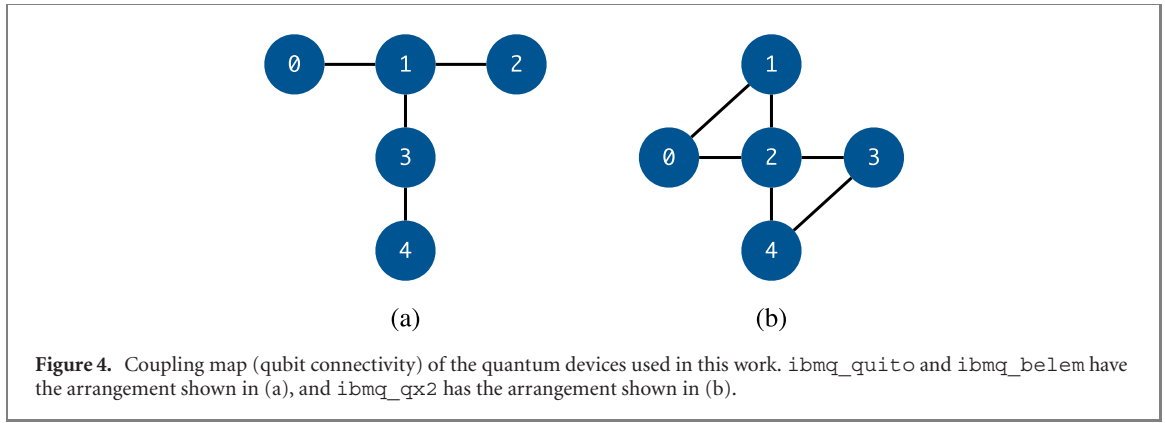 0 1 2
3
4
(a)
1
0 2 3
4
(b)
Figure 4. Coupling map (qubit connectivity) of the quantum devices used in this work. ibmq_quito and ibmq_belem have
the arrangement shown in (a), and ibmq_qx2 has the arrangement shown in (b).